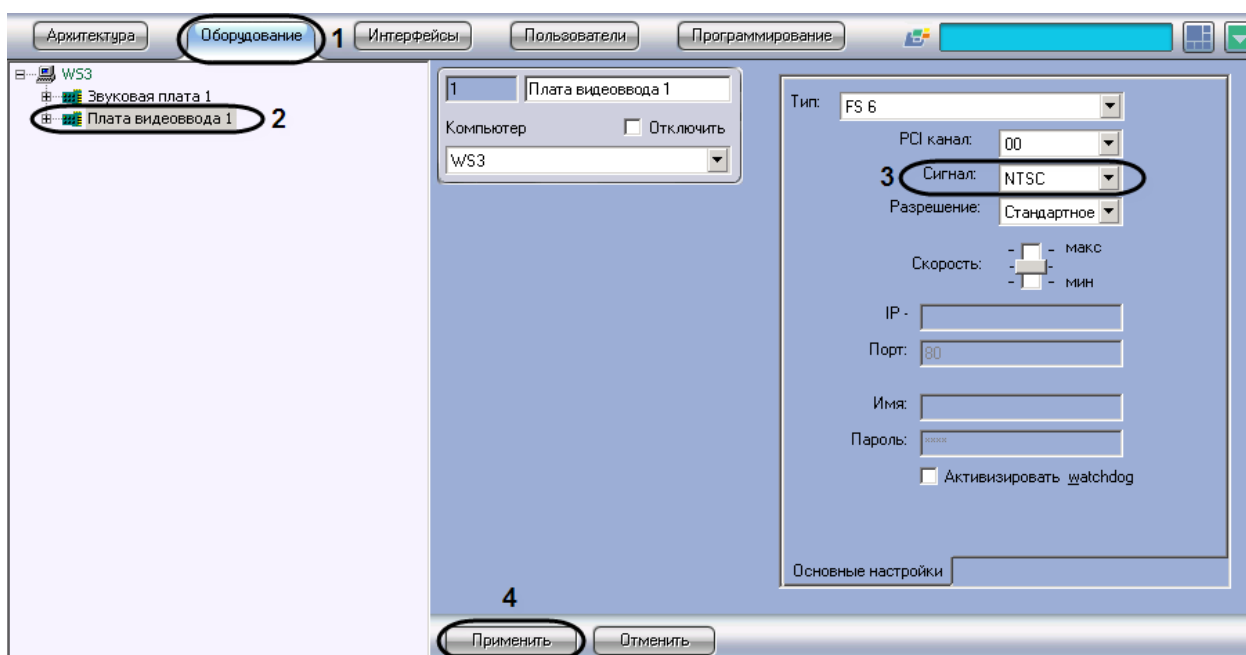 Архитектура Оборудование 1 Интерфейсы Пользователи Программирование
WS3
Звуковая плата 1
Плата видеоввода 1 2
1 Плата видеоввода 1
Компьютер Отключить
WS3
Тип: FS 6
PCI канал: 00
3 Сигнал: NTSC
Разрешение: Стандартное
Скорость: - - макс
- -
- - мин
IP -
Порт: 80
Имя:
Пароль: ××××
Активизировать watchdog
Основные настройки
4
Применить Отменить